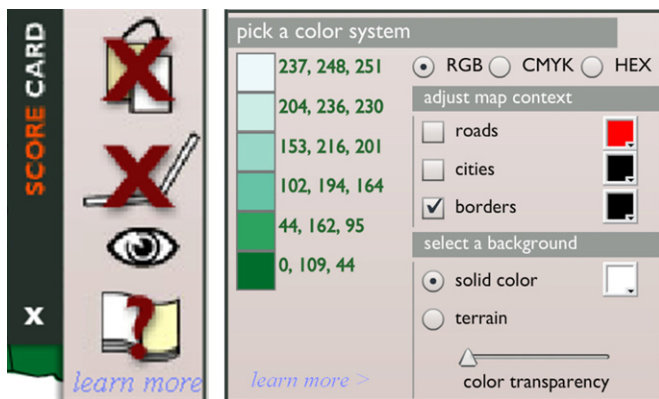 SCORE CARD
X
learn more
pick a color system
237, 248, 251
204, 236, 230
153, 216, 201
102, 194, 164
44, 162, 95
0, 109, 44
learn more >
RGB CMYK HEX
adjust map context
roads
cities
borders
select a background
solid color
terrain
color transparency